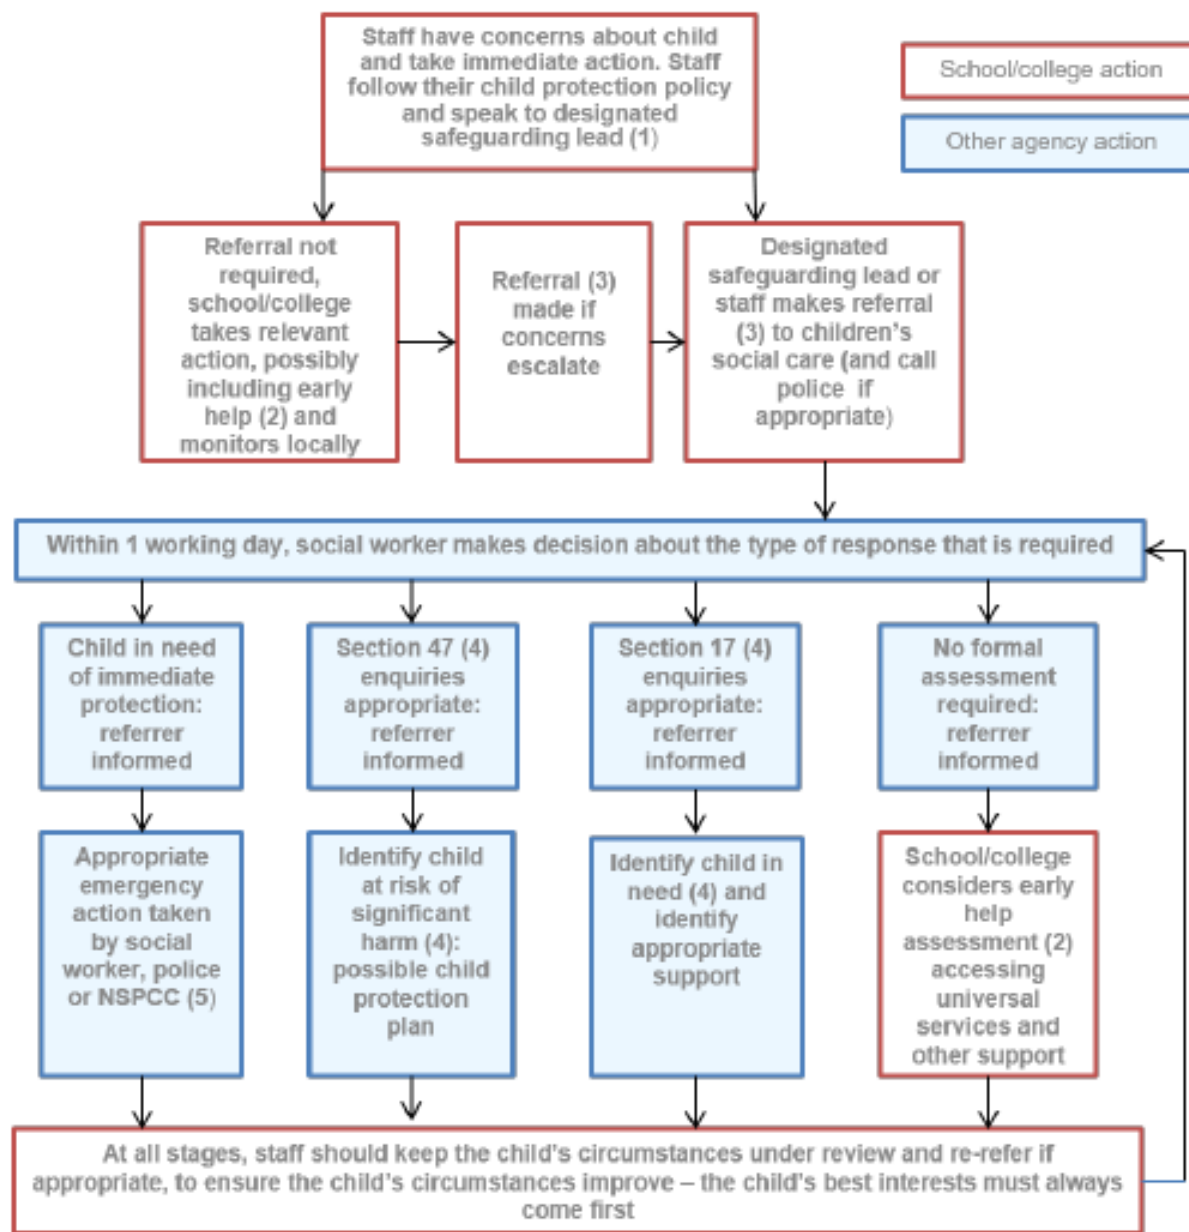 Staff have concerns about child
and take immediate action. Staff
follow their child protection policy
and speak to designated
safeguarding lead (1)
School/college action
Other agency action
Referral not
required,
school/college
takes relevant
action, possibly
including early
help (2) and
monitors locally
Referral (3)
made if
concerns
escalate
Designated
safeguarding lead or
staff makes referral
(3) to children's
social care (and call
police if
appropriate)
Within 1 working day, social worker makes decision about the type of response that is required
Child in need
of immediate
protection:
referrer
informed
Section 47 (4)
enquiries
appropriate:
referrer
informed
Section 17 (4)
enquiries
appropriate:
referrer
informed
No formal
assessment
required:
referrer
informed
Appropriate
emergency
action taken
by social
worker, police
or NSPCC (5)
Identify child
at risk of
significant
harm (4):
possible child
protection
plan
Identify child in
need (4) and
identify
appropriate
support
School/college
considers early
help
assessment (2)
accessing
universal
services and
other support
At all stages, staff should keep the child's circumstances under review and re-refer if
appropriate, to ensure the child's circumstances improve – the child's best interests must always
come first